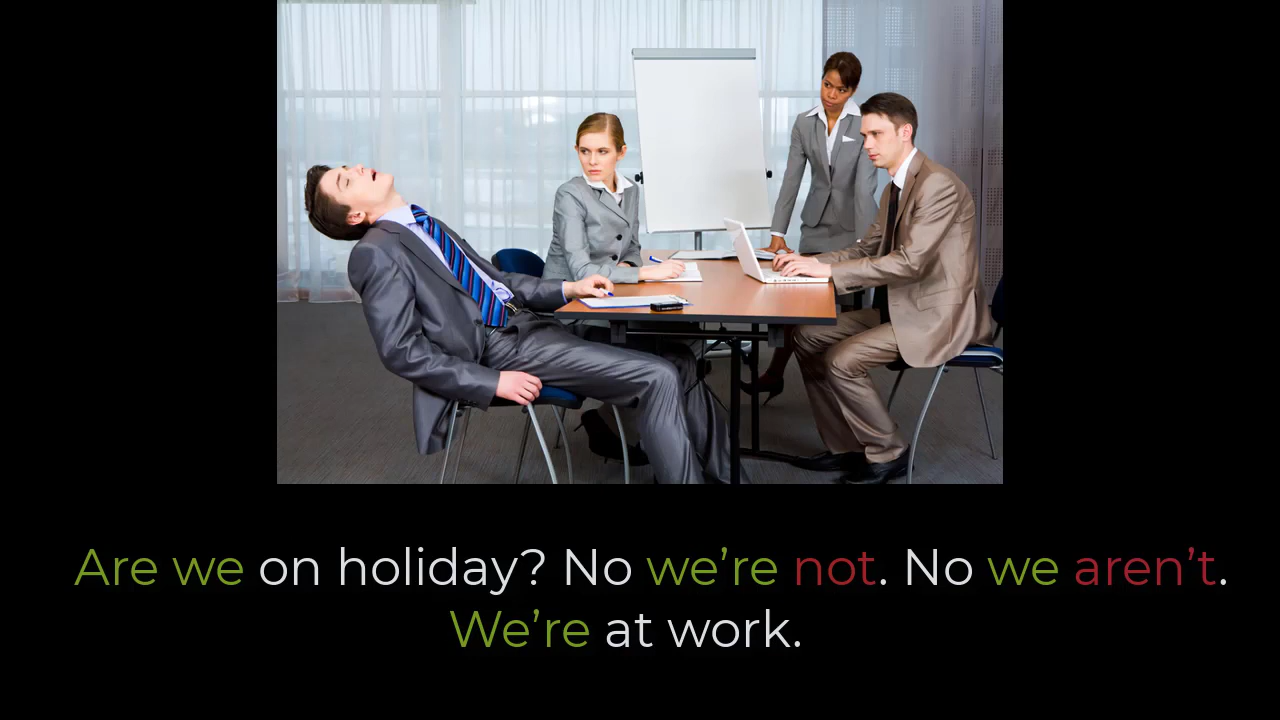 Are we on holiday? No we’re not. No we aren’t.
We’re at work.